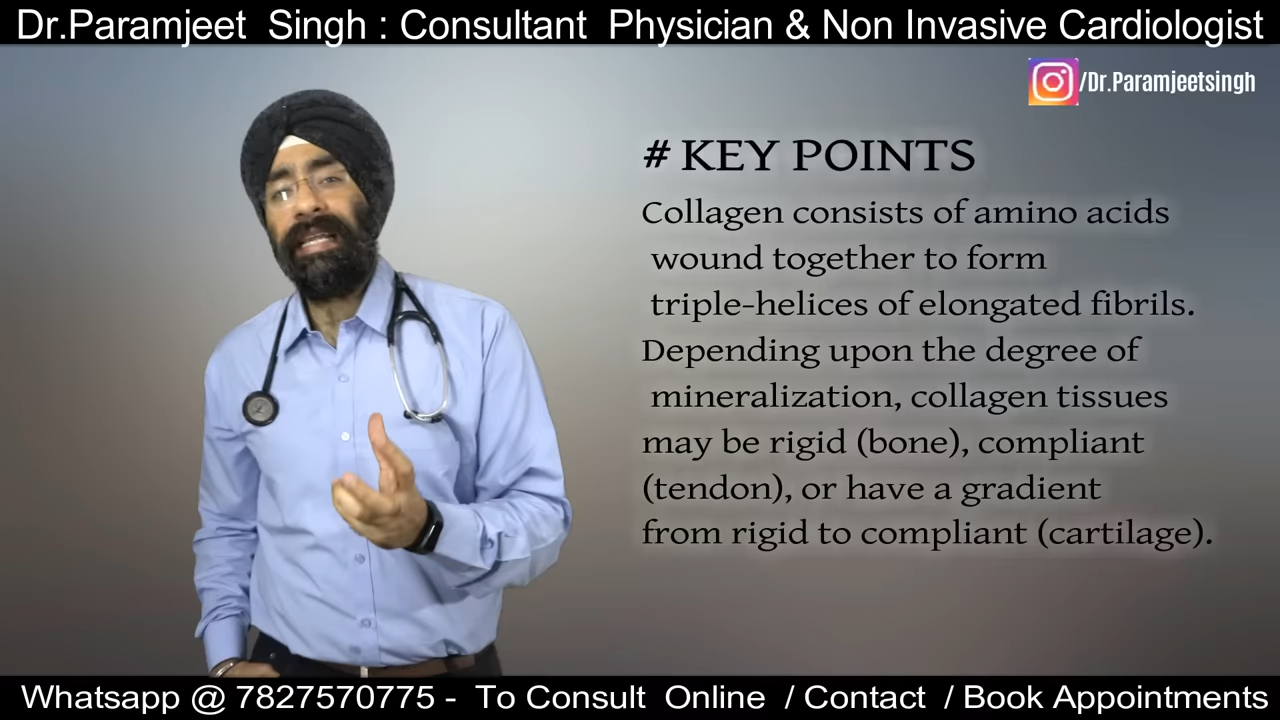 Dr.Paramjeet Singh : Consultant Physician & Non Invasive Cardiologist
/Dr.Paramjeetsingh
# KEY POINTS
Collagen consists of amino acids
wound together to form
triple-helices of elongated fibrils.
Depending upon the degree of
mineralization, collagen tissues
may be rigid (bone), compliant
(tendon), or have a gradient
from rigid to compliant (cartilage).
Whatsapp @ 7827570775 - To Consult Online / Contact / Book Appointments